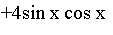 +4sin x cos x